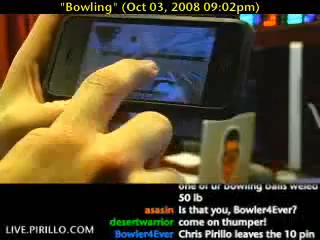 "Bowling" (Oct 03, 2008 09:02pm)
one of ur bowling balls weied
50 lb
asasin Is that you, Bowler4Ever?
desertwarrior come on thumper!
LIVE.PIRILLO.COM Bowler4Ever Chris Pirillo leaves the 10 pin